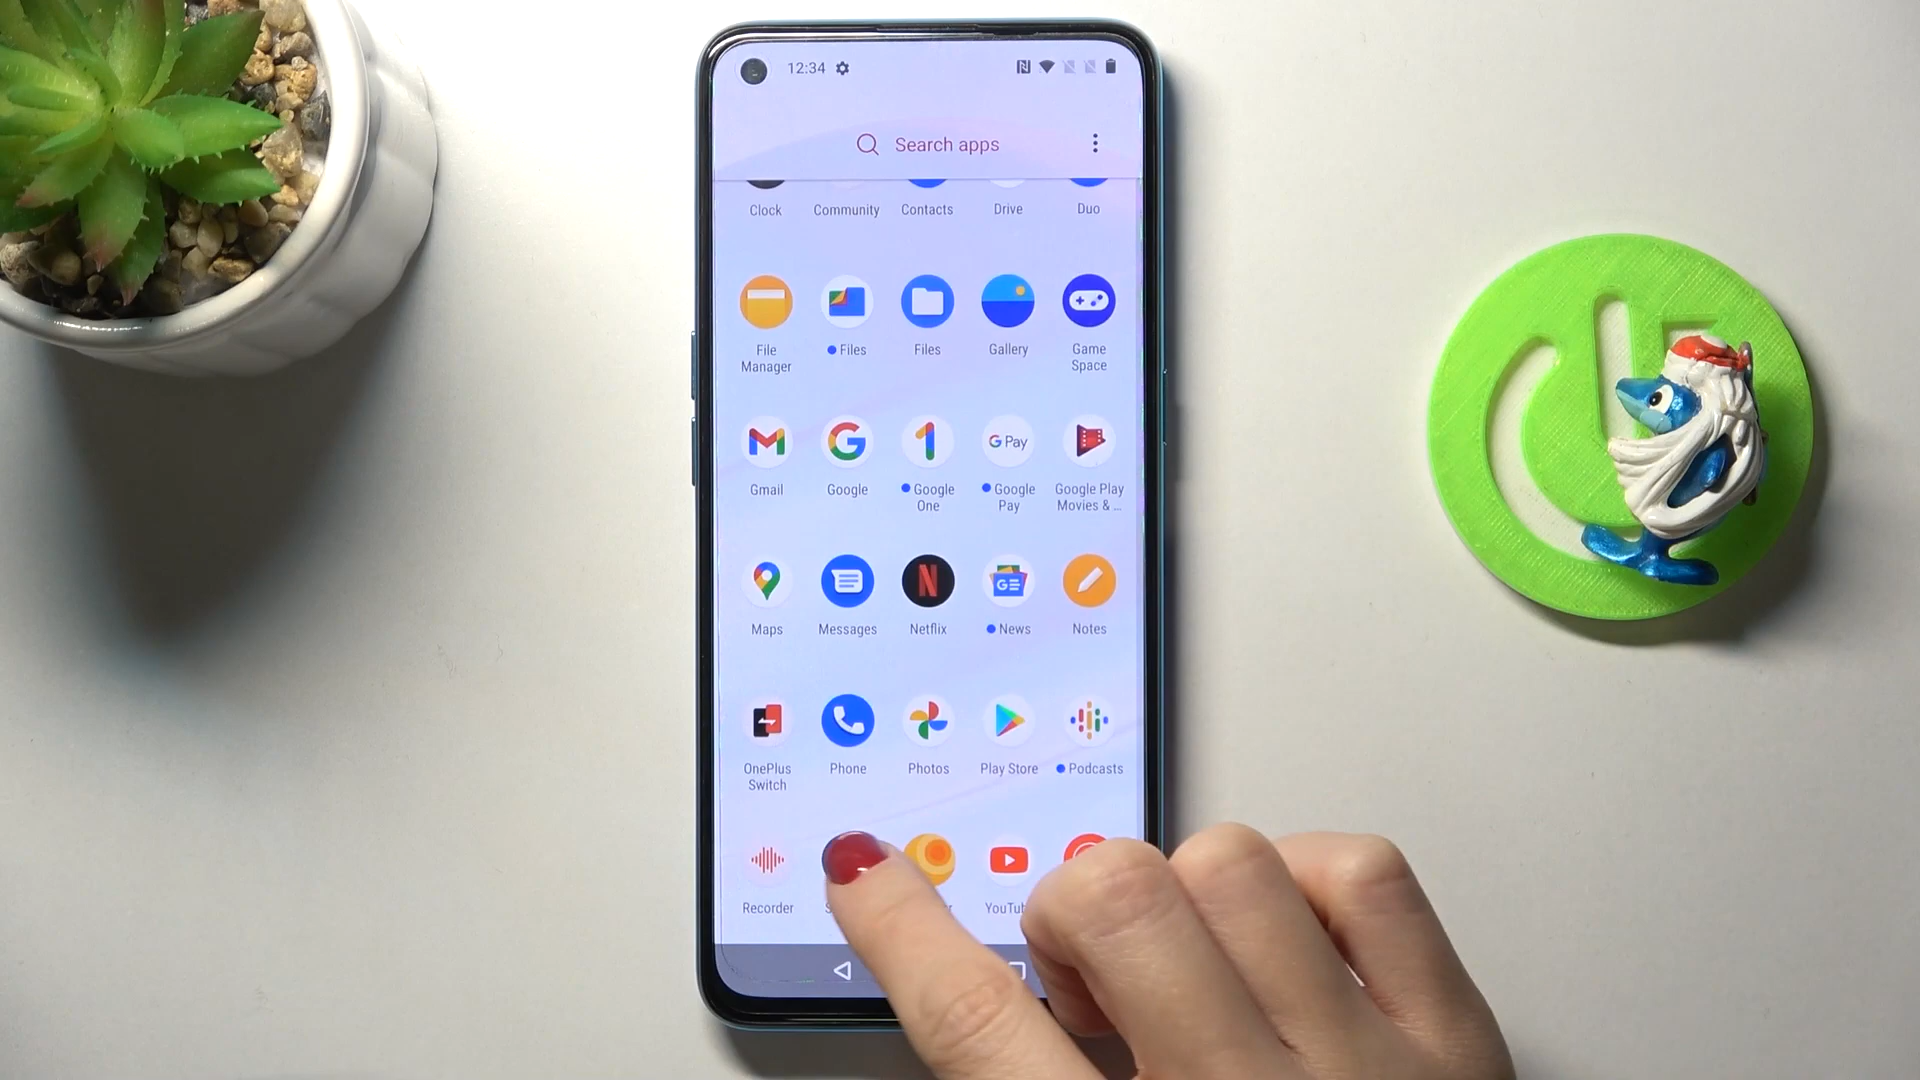 12:34
Search apps
Clock Community Contacts Drive Duo
File Manager Files Files Gallery Game Space
G Pay
Gmail Google Google One Google Pay Google Play Movies & ...
GE
Maps Messages Netflix News Notes
OnePlus Switch Phone Photos Play Store Podcasts
Recorder